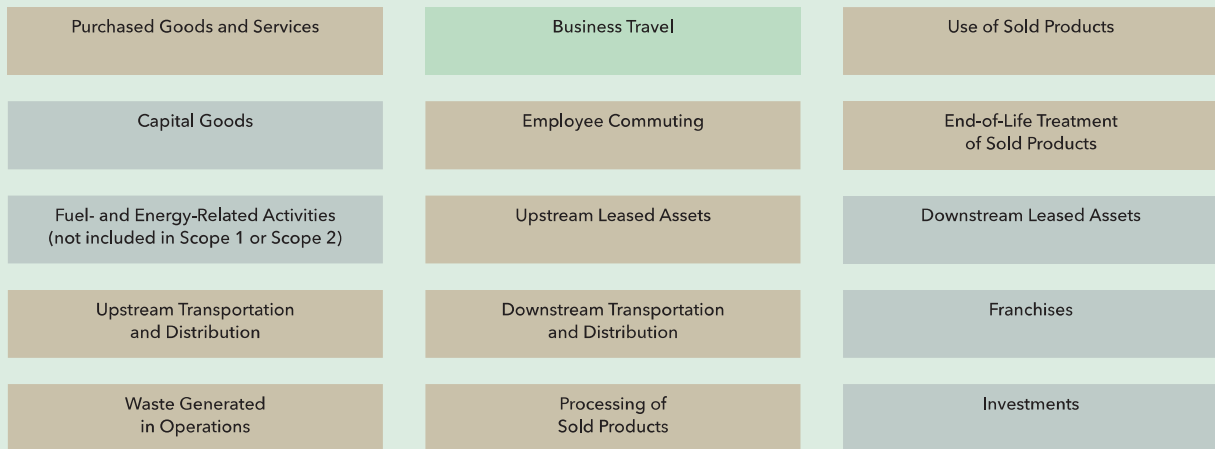 Purchased Goods and Services
Capital Goods
Fuel- and Energy-Related Activities
(not included in Scope 1 or Scope 2)
Upstream Transportation
and Distribution
Waste Generated
in Operations
Business Travel
Employee Commuting
Upstream Leased Assets
Downstream Transportation
and Distribution
Processing of
Sold Products
Use of Sold Products
End-of-Life Treatment
of Sold Products
Downstream Leased Assets
Franchises
Investments